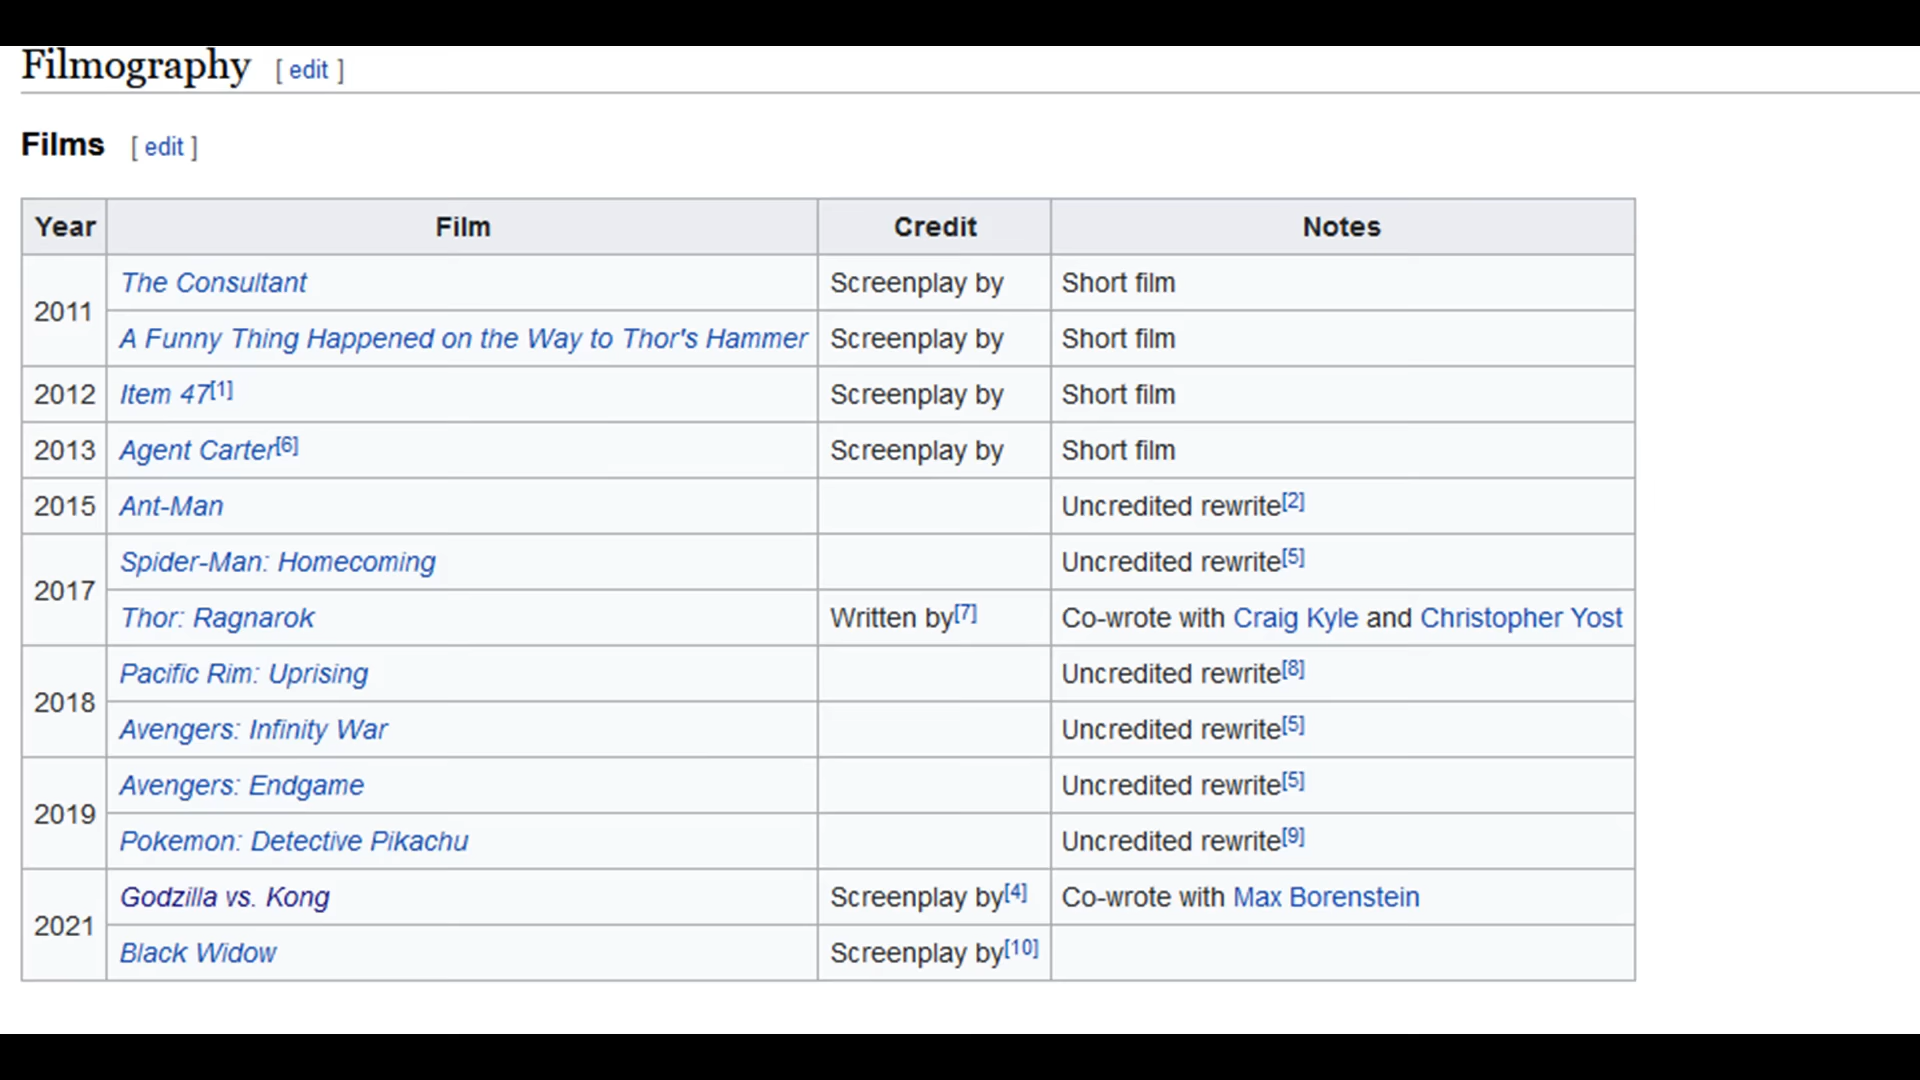 Filmography [ edit ]
Films [ edit ]
Year Film Credit Notes
2011 The Consultant Screenplay by Short film
A Funny Thing Happened on the Way to Thor's Hammer Screenplay by Short film
2012 Item 47[1] Screenplay by Short film
2013 Agent Carter[6] Screenplay by Short film
2015 Ant-Man Uncredited rewrite[2]
2017 Spider-Man: Homecoming Uncredited rewrite[5]
Thor: Ragnarok Written by[7] Co-wrote with Craig Kyle and Christopher Yost
2018 Pacific Rim: Uprising Uncredited rewrite[8]
Avengers: Infinity War Uncredited rewrite[5]
2019 Avengers: Endgame Uncredited rewrite[5]
Pokemon: Detective Pikachu Uncredited rewrite[9]
2021 Godzilla vs. Kong Screenplay by[4] Co-wrote with Max Borenstein
Black Widow Screenplay by[10]